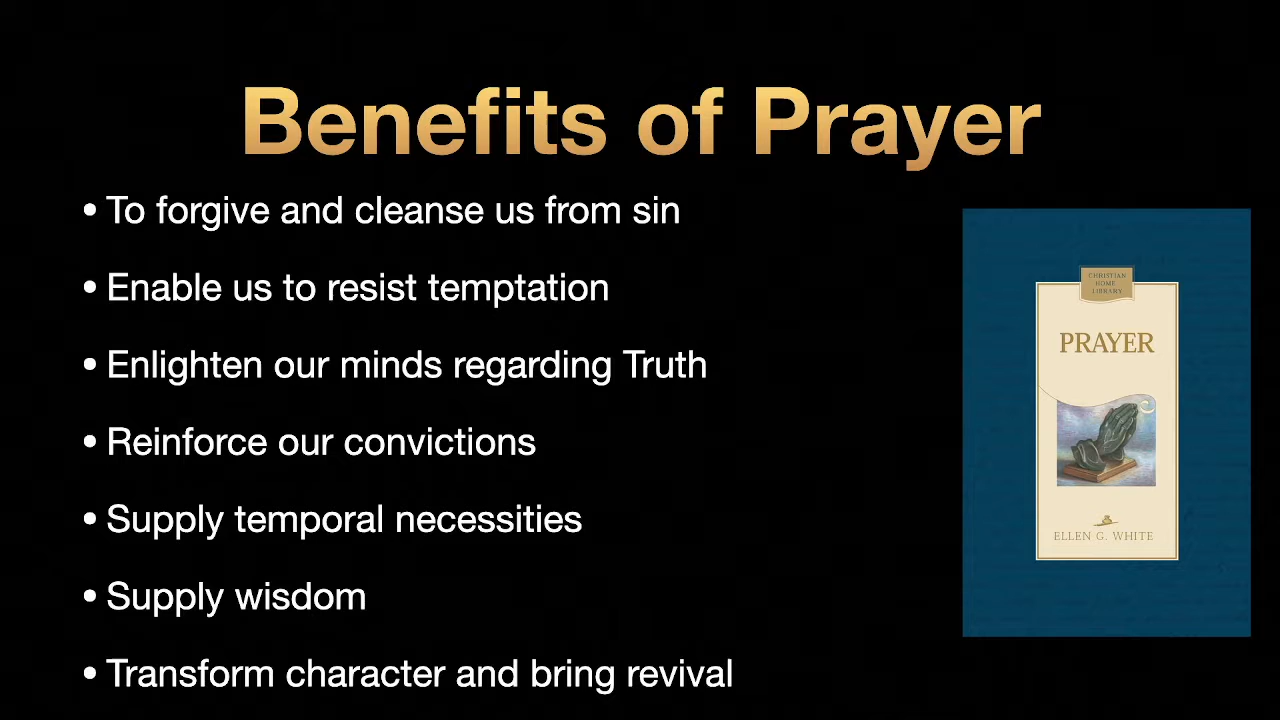 Benefits of Prayer
• To forgive and cleanse us from sin
• Enable us to resist temptation
• Enlighten our minds regarding Truth
• Reinforce our convictions
• Supply temporal necessities
• Supply wisdom
• Transform character and bring revival
CHRISTIAN
HOME
LIBRARY
PRAYER
ELLEN G. WHITE